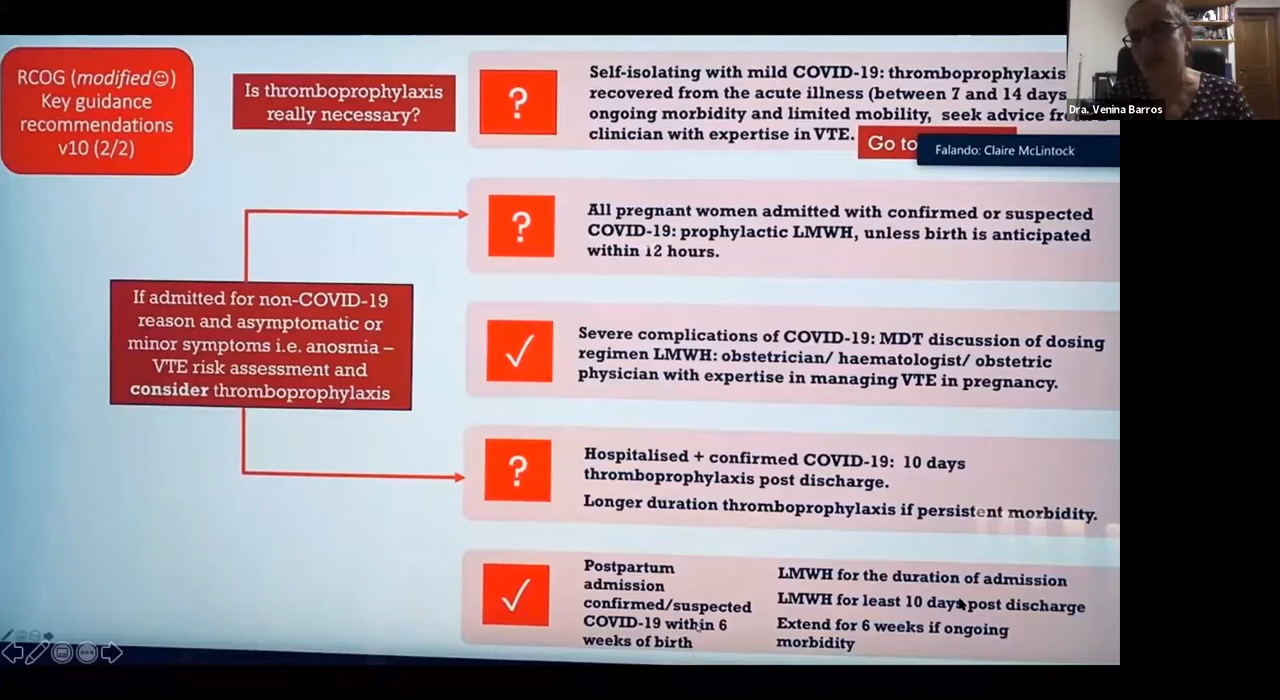 RCOG (modified☺)
Key guidance
recommendations
v10 (2/2)
Is thromboprophylaxis
really necessary?
?
Self-isolating with mild COVID-19: thromboprophylaxis
recovered from the acute illness (between 7 and 14 days
ongoing morbidity and limited mobility, seek advice
clinician with expertise in VTE.
Go to
Dra. Venina Barros
Falando: Claire McLintock
?
All pregnant women admitted with confirmed or suspected
COVID-19: prophylactic LMWH, unless birth is anticipated
within 12 hours.
If admitted for non-COVID-19
reason and asymptomatic or
minor symptoms i.e. anosmia –
VTE risk assessment and
consider thromboprophylaxis
✓
Severe complications of COVID-19: MDT discussion of dosing
regimen LMWH: obstetrician/ haematologist/ obstetric
physician with expertise in managing VTE in pregnancy.
?
Hospitalised + confirmed COVID-19: 10 days
thromboprophylaxis post discharge.
Longer duration thromboprophylaxis if persistent morbidity.
✓
Postpartum
admission
confirmed/suspected
COVID-19 within 6
weeks of birth
LMWH for the duration of admission
LMWH for least 10 days post discharge
Extend for 6 weeks if ongoing
morbidity